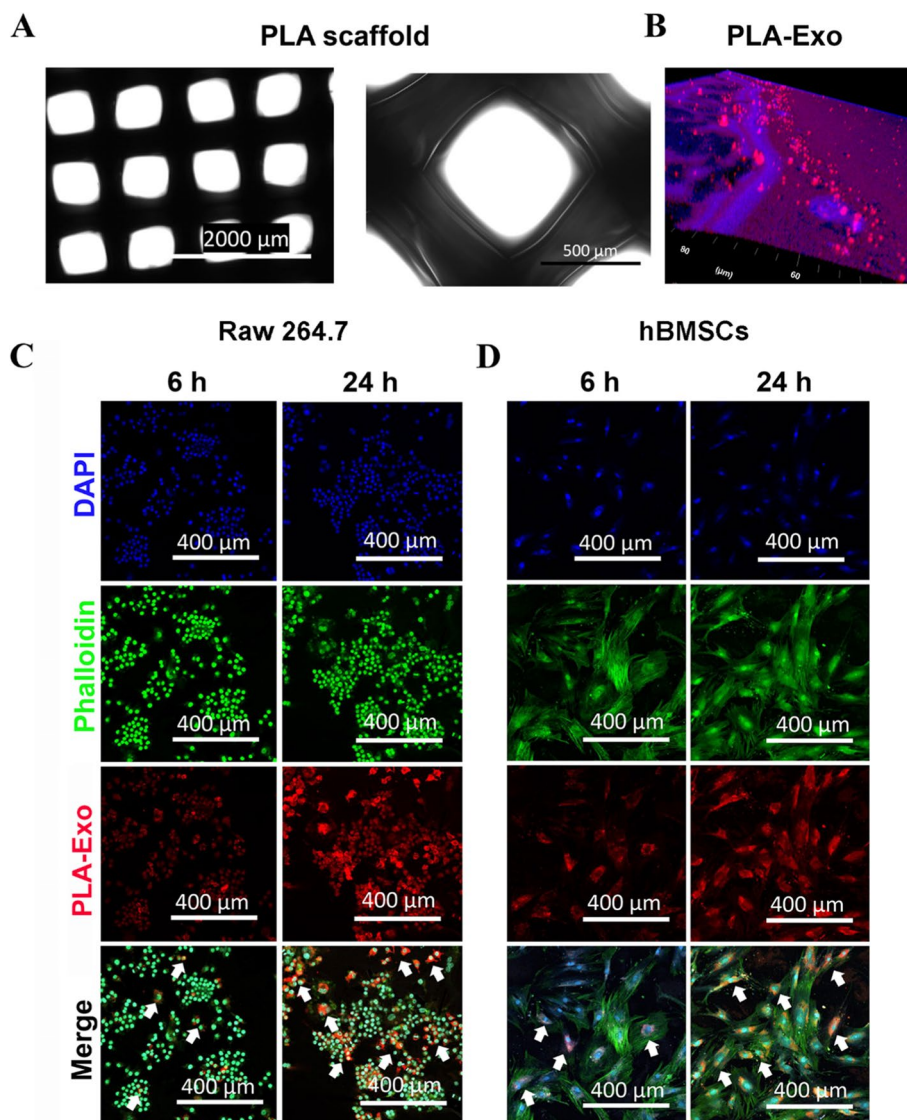 A
PLA scaffold
B
PLA-Exo
2000 µm
500 µm
80
(µm)
60
Raw 264.7
hBMSCs
C
6 h
24 h
D
6 h
24 h
DAPI
400 µm
400 µm
400 µm
400 µm
Phalloidin
400 µm
400 µm
400 µm
400 µm
PLA-Exo
400 µm
400 µm
400 µm
400 µm
Merge
400 µm
400 µm
400 µm
400 µm